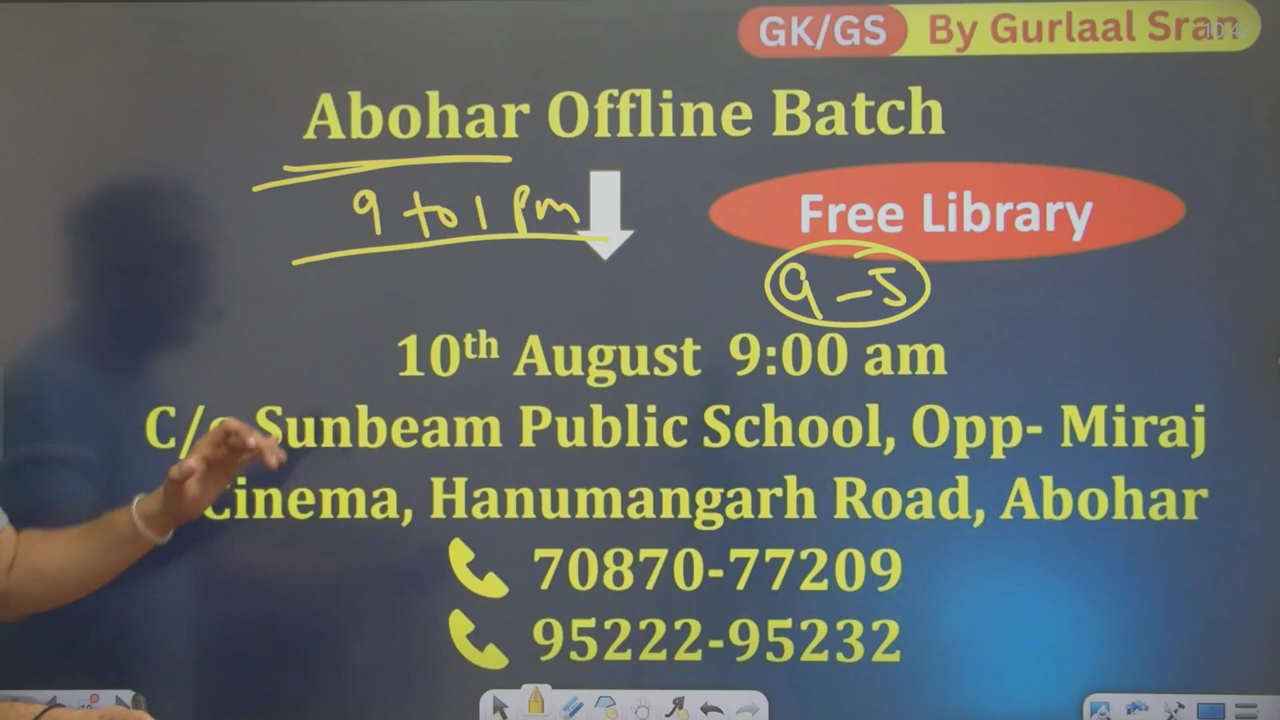 GK/GS By Gurlaal Sran
Abohar Offline Batch
9 to 1 Pm
Free Library
9 - 5
10th August 9:00 am
C/o Sunbeam Public School, Opp- Miraj
Cinema, Hanumangarh Road, Abohar
70870-77209
95222-95232